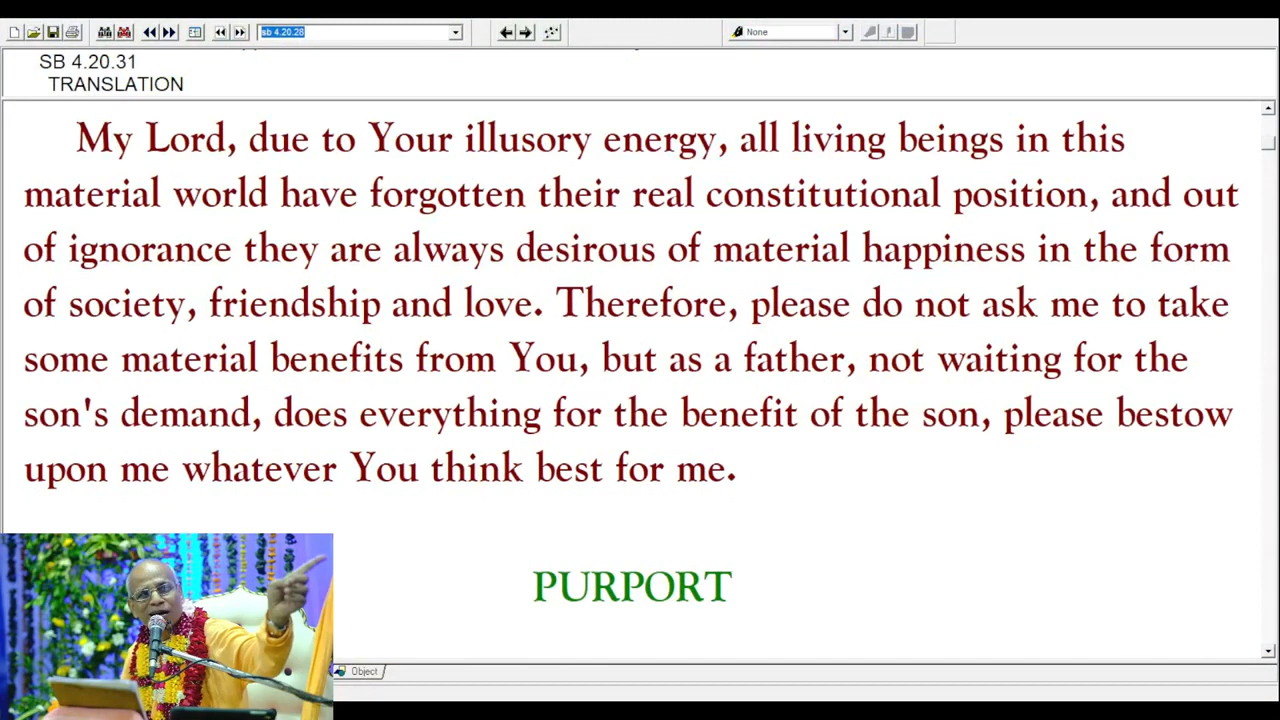 sb 4.20.28
None
SB 4.20.31
TRANSLATION
My Lord, due to Your illusory energy, all living beings in this
material world have forgotten their real constitutional position, and out
of ignorance they are always desirous of material happiness in the form
of society, friendship and love. Therefore, please do not ask me to take
some material benefits from You, but as a father, not waiting for the
son's demand, does everything for the benefit of the son, please bestow
upon me whatever You think best for me.
PURPORT
Object